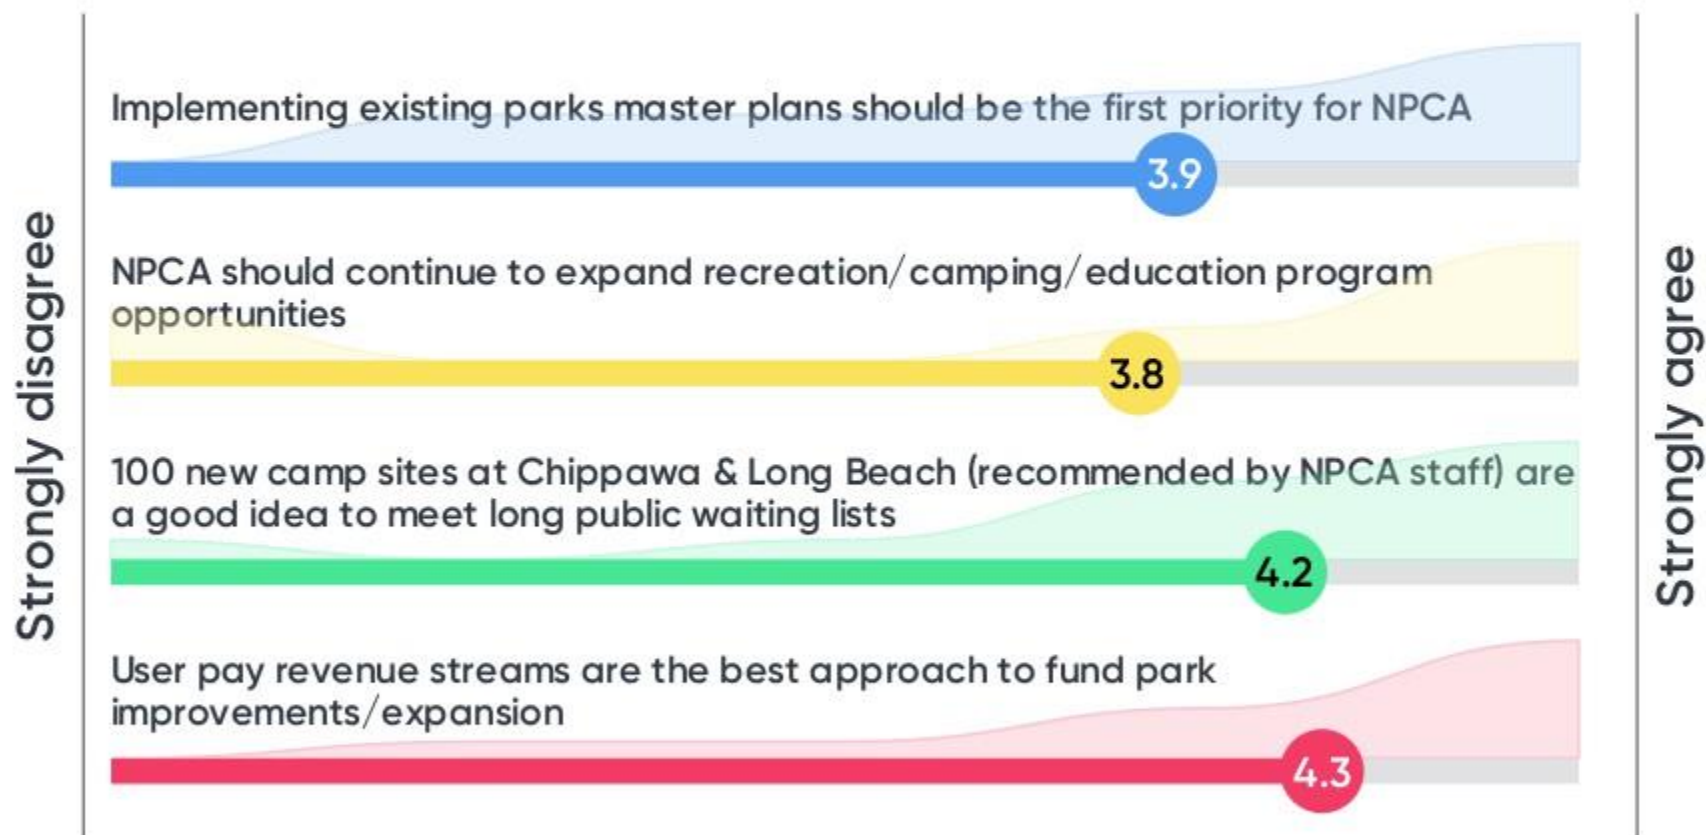 Strongly disagree
Implementing existing parks master plans should be the first priority for NPCA
3.9
NPCA should continue to expand recreation/camping/education program
opportunities
3.8
100 new camp sites at Chippawa & Long Beach (recommended by NPCA staff) are
a good idea to meet long public waiting lists
4.2
User pay revenue streams are the best approach to fund park
improvements/expansion
4.3
Strongly agree